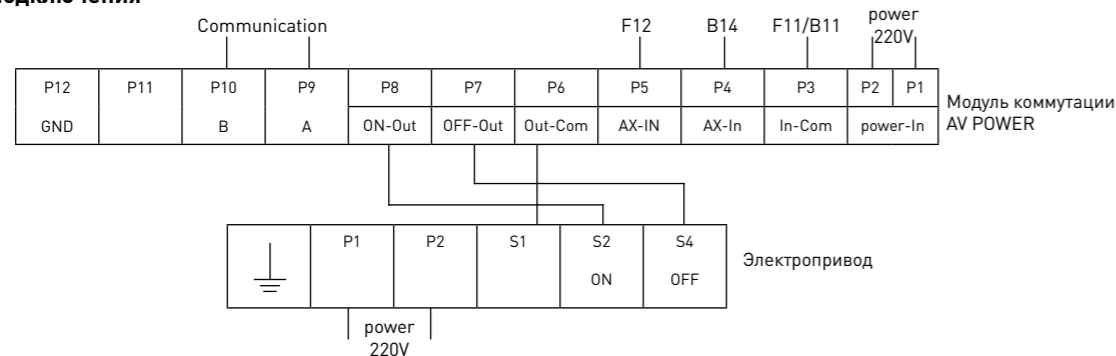 Communication F12 B14 F11/B11 power
220V
P12 P11 P10 P9 P8 P7 P6 P5 P4 P3 P2 P1
GND B A ON-Out OFF-Out Out-Com AX-IN AX-In In-Com power-In
Модуль коммутации
AV POWER
P1 P2 S1 S2 S4
ON OFF
Электропривод
power
220V